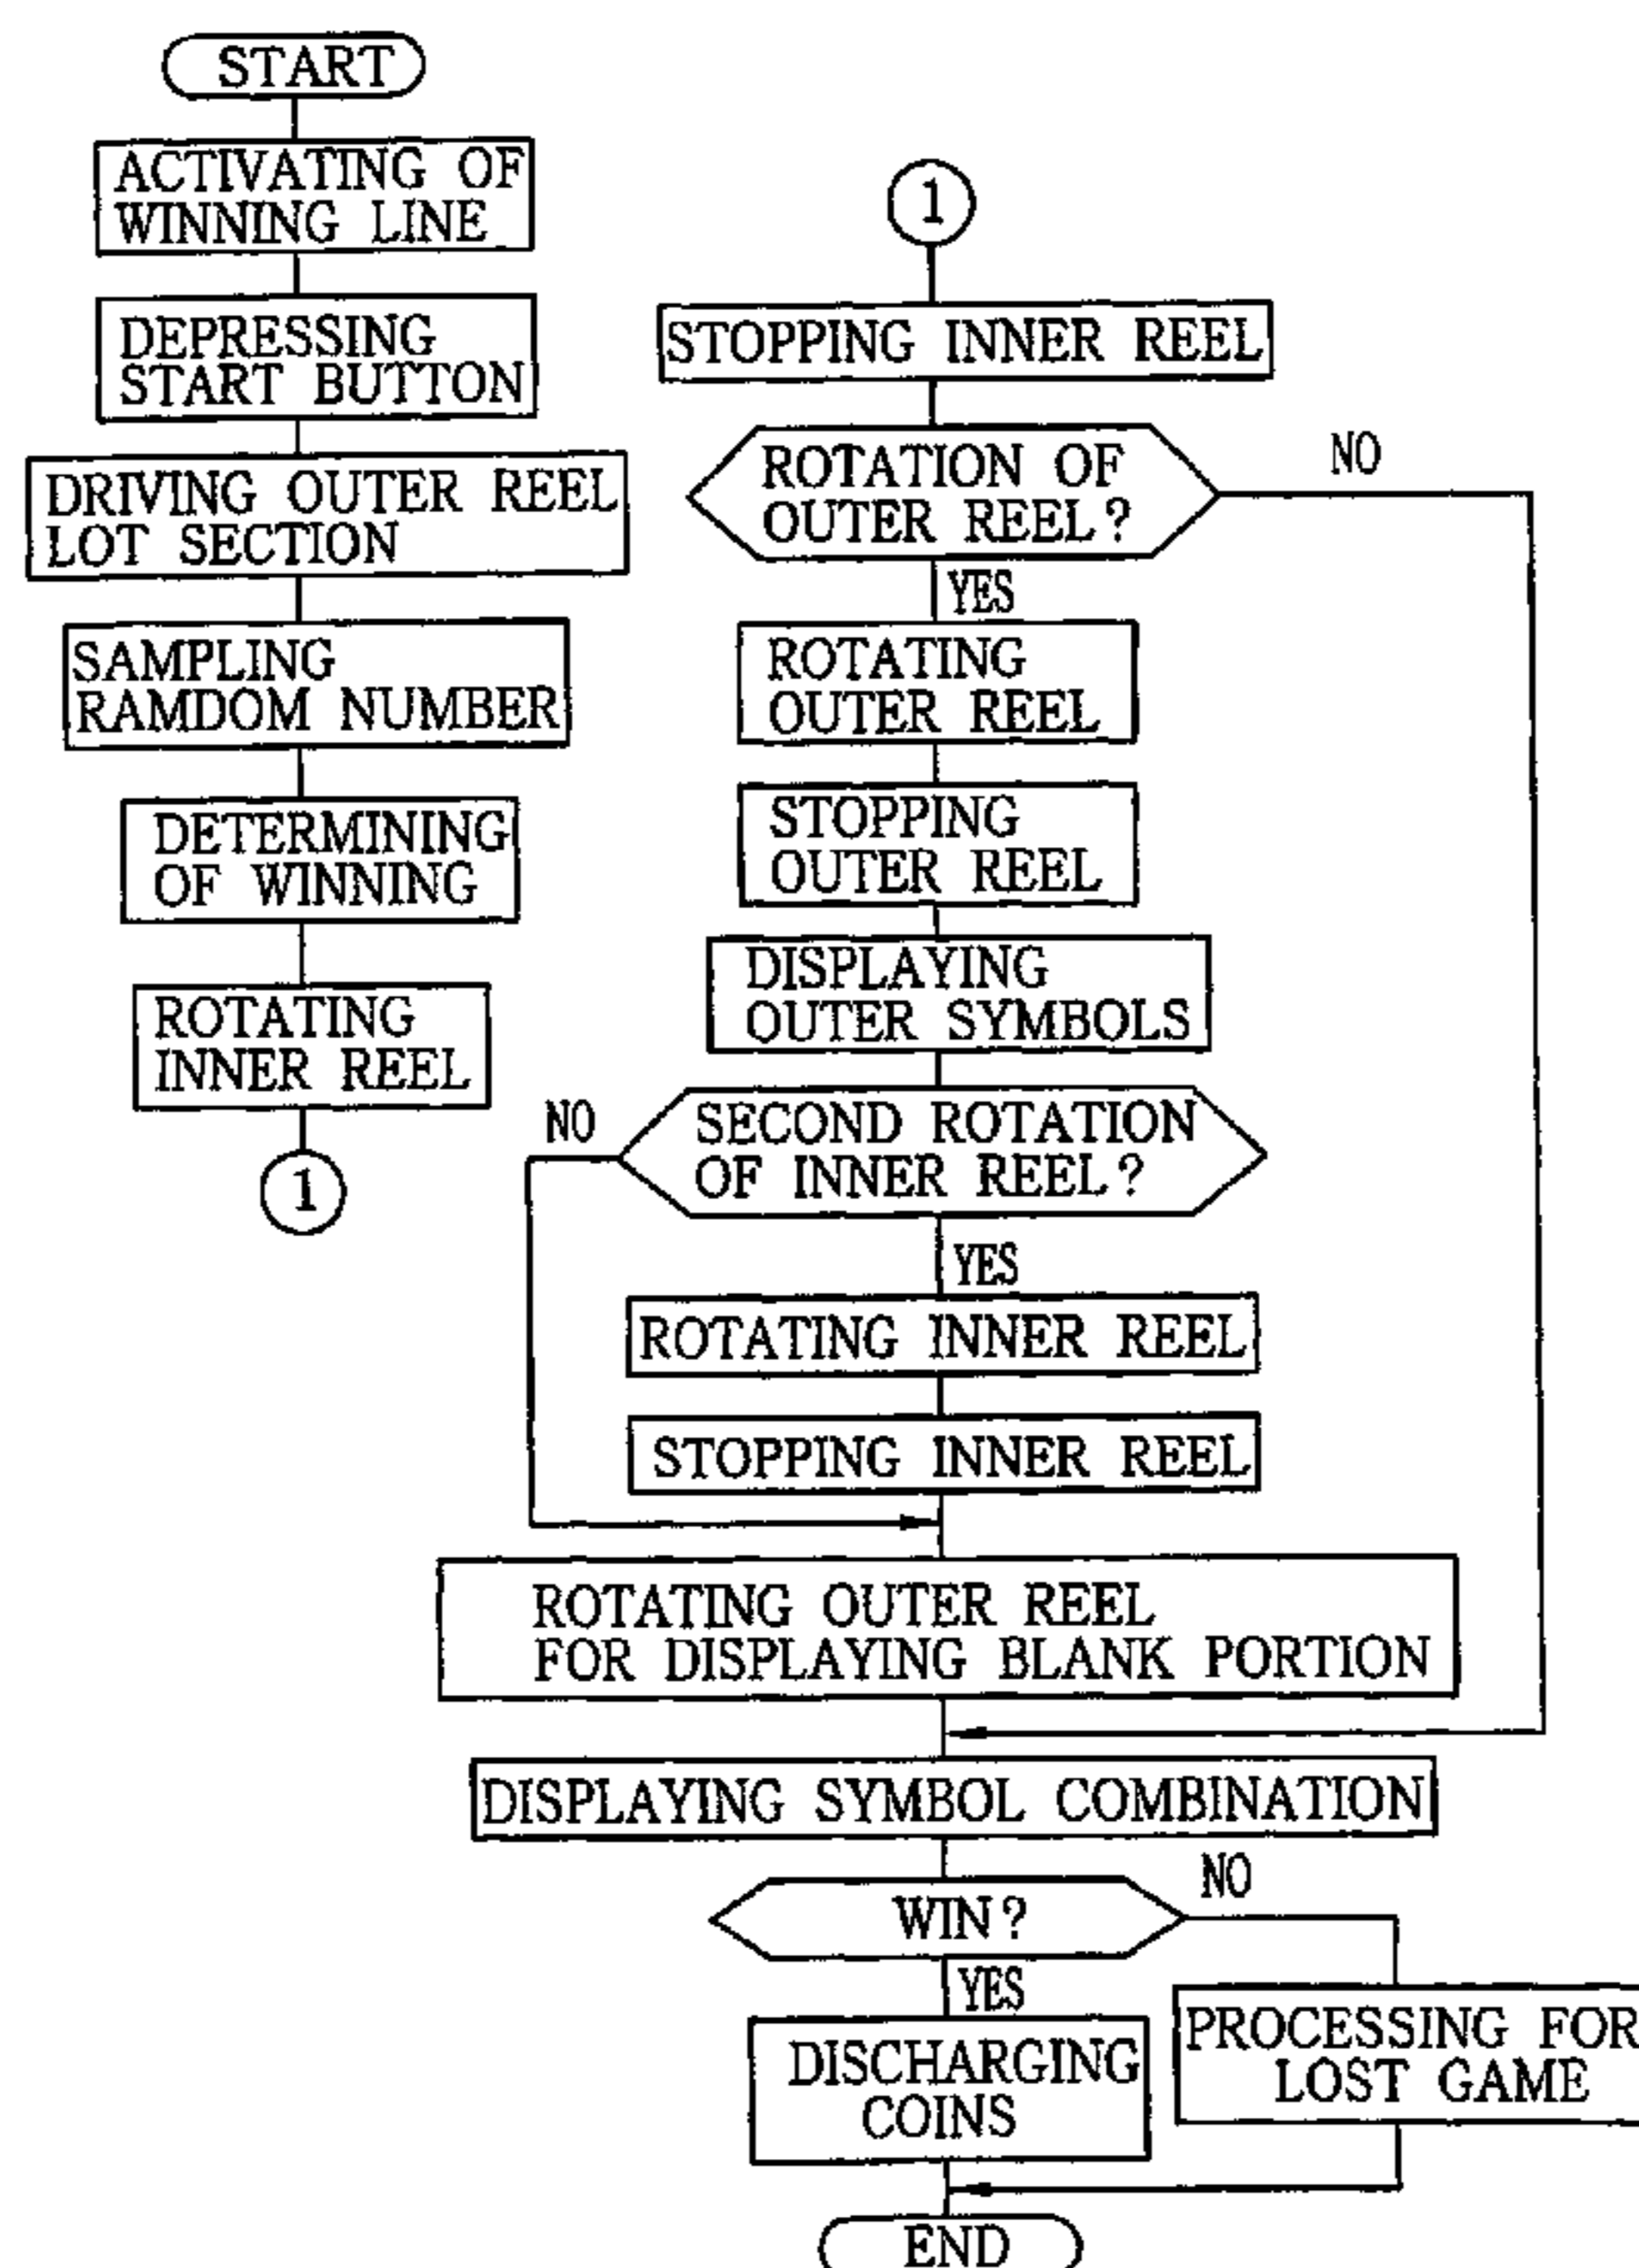 START
ACTIVATING OF
WINNING LINE
DEPRESSING
START BUTTON
DRIVING OUTER REEL
LOT SECTION
SAMPLING
RAMDOM NUMBER
DETERMINING
OF WINNING
ROTATING
INNER REEL
1
1
STOPPING INNER REEL
ROTATION OF
OUTER REEL?
NO
YES
ROTATING
OUTER REEL
STOPPING
OUTER REEL
DISPLAYING
OUTER SYMBOLS
SECOND ROTATION
OF INNER REEL?
NO
YES
ROTATING INNER REEL
STOPPING INNER REEL
ROTATING OUTER REEL
FOR DISPLAYING BLANK PORTION
DISPLAYING SYMBOL COMBINATION
WIN?
NO
YES
DISCHARGING
COINS
PROCESSING FOR
LOST GAME
END